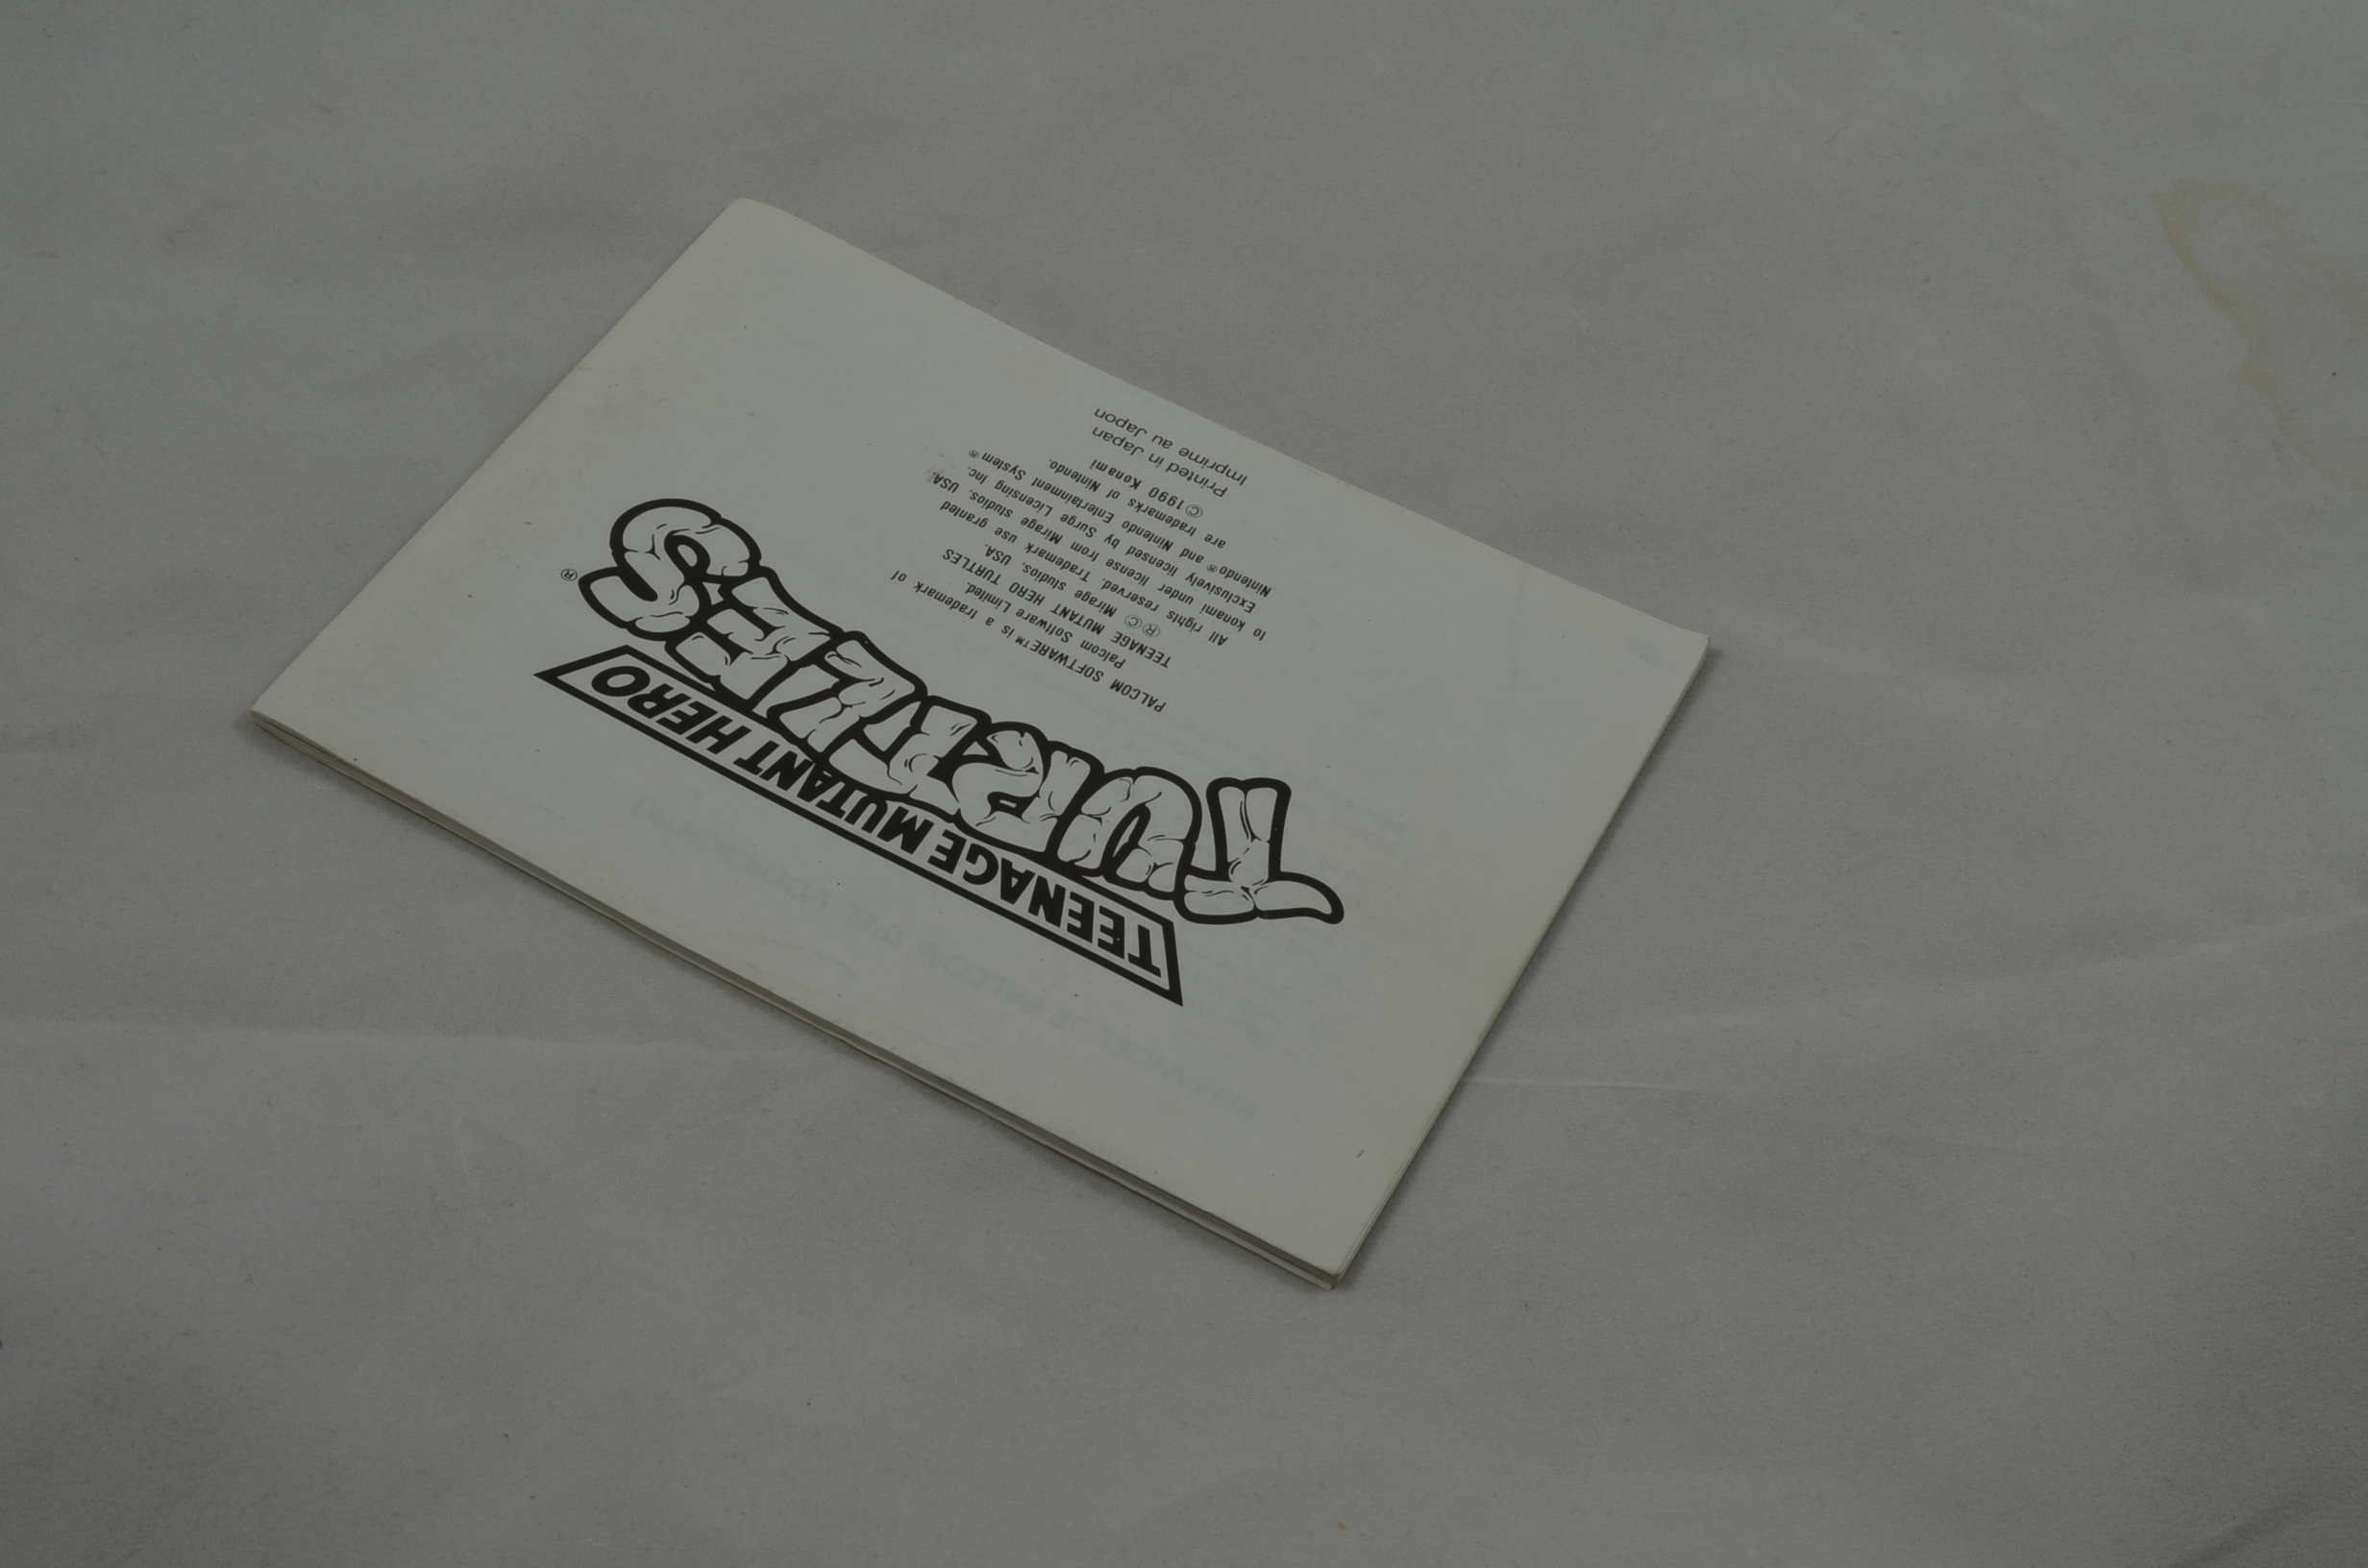 TEENAGE MUTANT HERO
TURTLES®
PALCOM SOFTWARE™ is a trademark of
Palcom Software Limited.
TEENAGE MUTANT HERO TURTLES
Ⓡ Ⓒ Mirage studios, USA.
All rights reserved. Trademark use granted
to konami under license from Mirage studios, USA.
Exclusively licensed by Surge Licensing Inc.
Nintendo® and Nintendo Entertainment System®
are trademarks of Nintendo.
©1990 Konami
Printed in Japan
Imprime au Japon